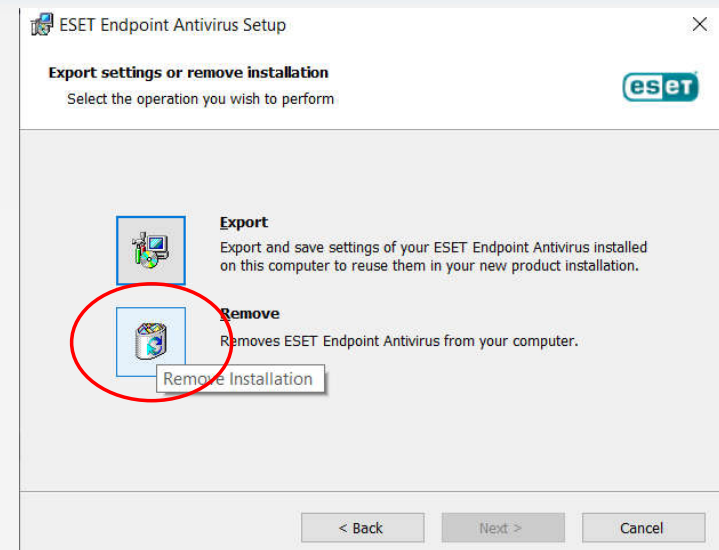 ESET Endpoint Antivirus Setup
Export settings or remove installation
Select the operation you wish to perform
eset
Export
Export and save settings of your ESET Endpoint Antivirus installed
on this computer to reuse them in your new product installation.
Remove
Removes ESET Endpoint Antivirus from your computer.
Remove Installation
< Back
Next >
Cancel